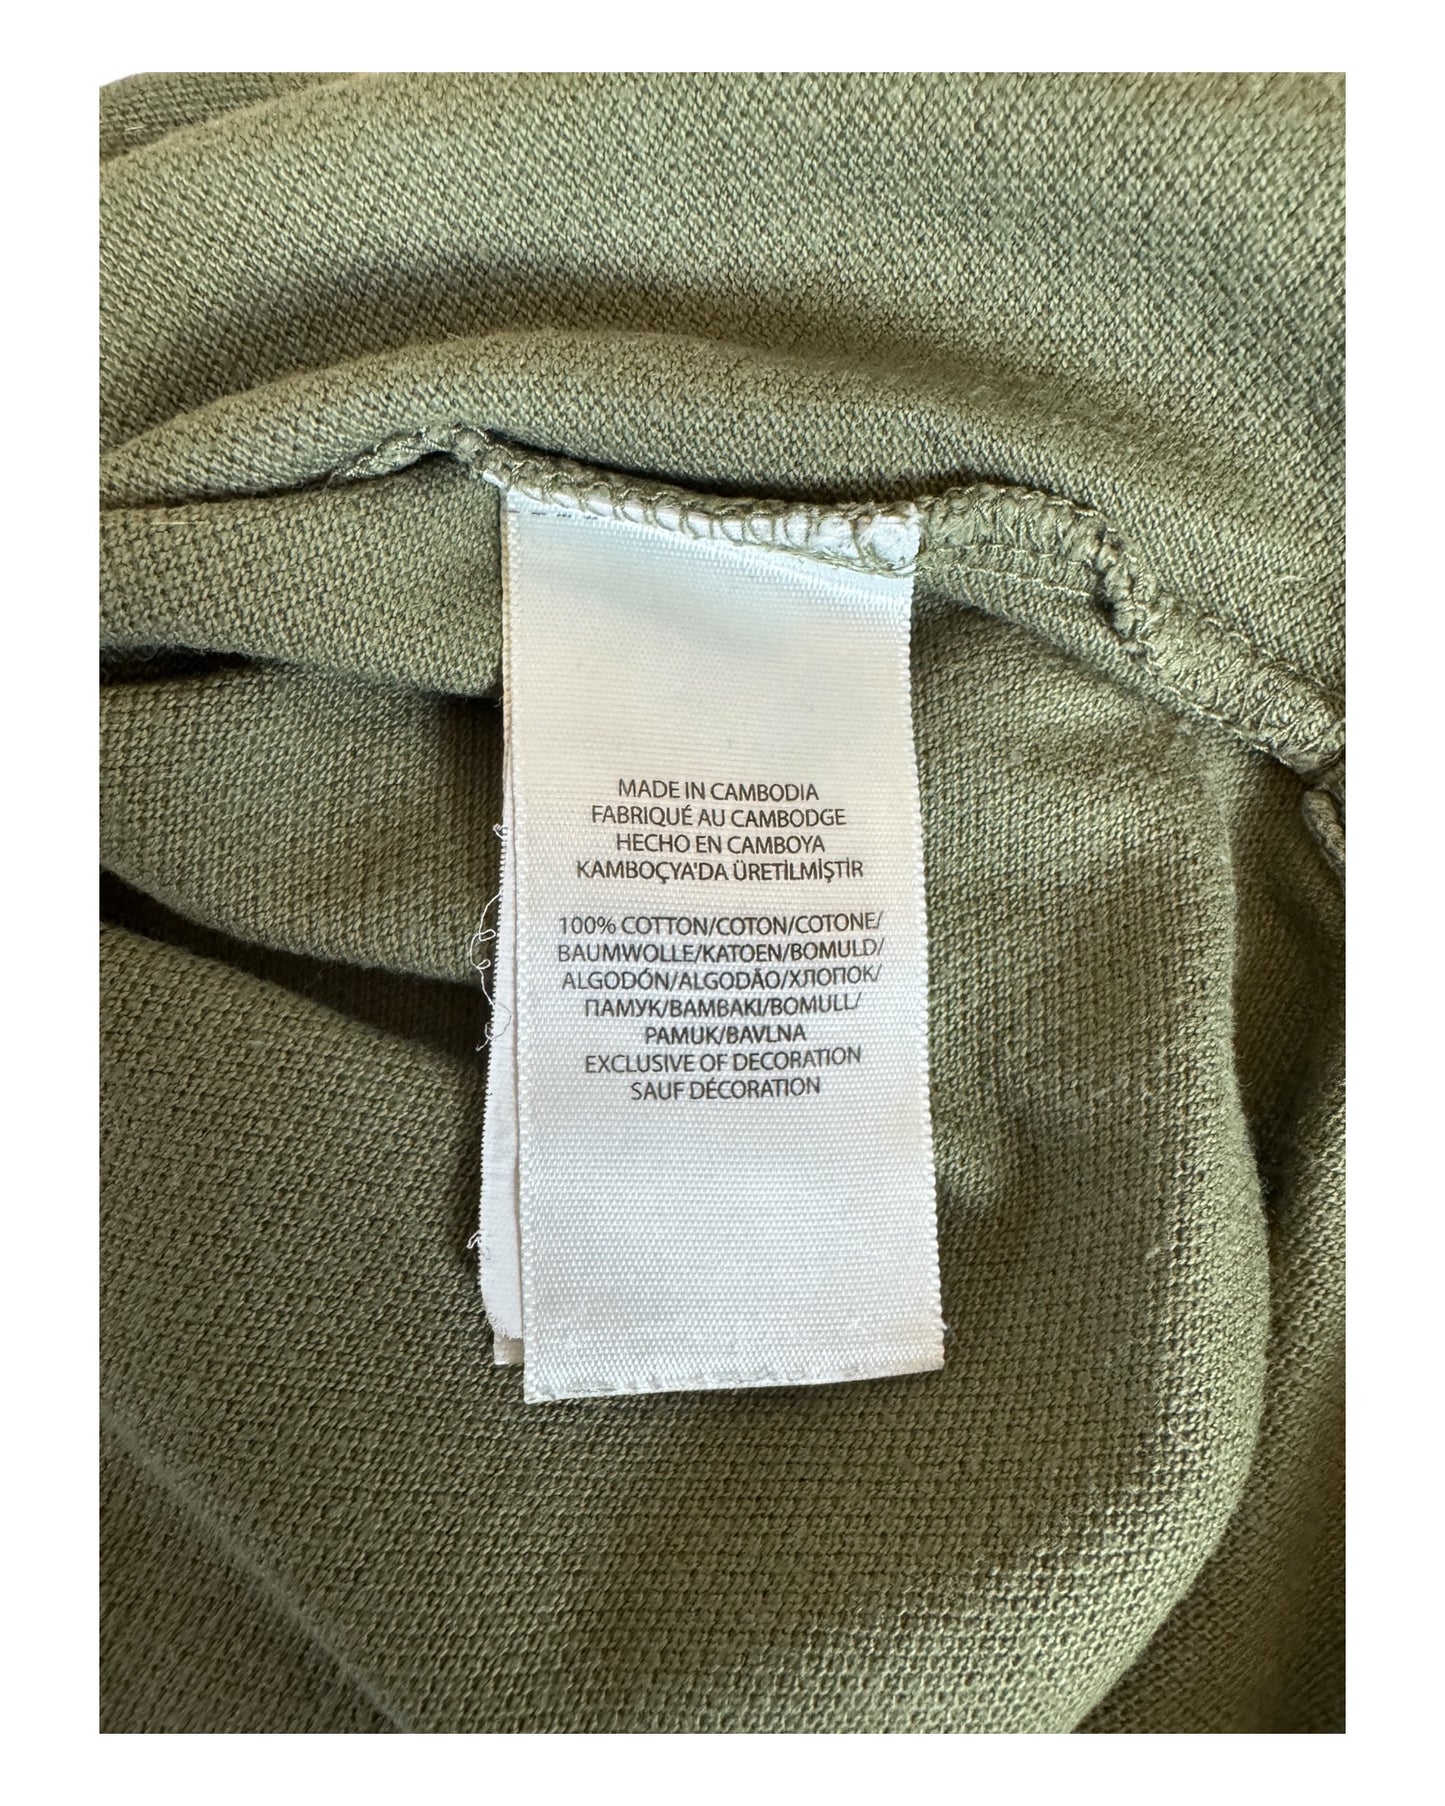 MADE IN CAMBODIA
FABRIQUÉ AU CAMBODGE
HECHO EN CAMBOYA
KAMBOÇYA'DA ÜRETİLMİŞTİR
100% COTTON/COTON/COTONE/
BAUMWOLLE/KATOEN/BOMULD/
ALGODÓN/ALGODÃO/ХЛОПОК/
ПАМУК/BAMBAKI/BOMULL/
PAMUK/BAVLNA
EXCLUSIVE OF DECORATION
SAUF DÉCORATION